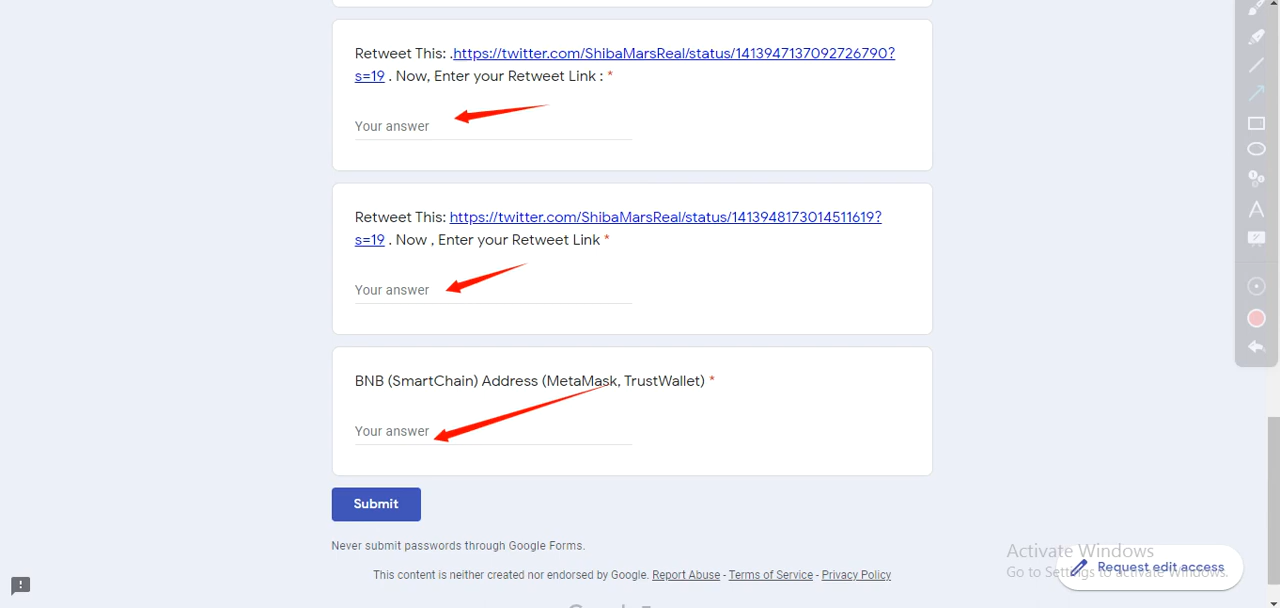 Retweet This: .https://twitter.com/ShibaMarsReal/status/1413947137092726790?
s=19 . Now, Enter your Retweet Link : *
Your answer
Retweet This: https://twitter.com/ShibaMarsReal/status/1413948173014511619?
s=19 . Now , Enter your Retweet Link *
Your answer
BNB (SmartChain) Address (MetaMask, TrustWallet) *
Your answer
Submit
Never submit passwords through Google Forms.
This content is neither created nor endorsed by Google. Report Abuse - Terms of Service - Privacy Policy
Activate Windows
Go to Settings to activate Windows.
Request edit access